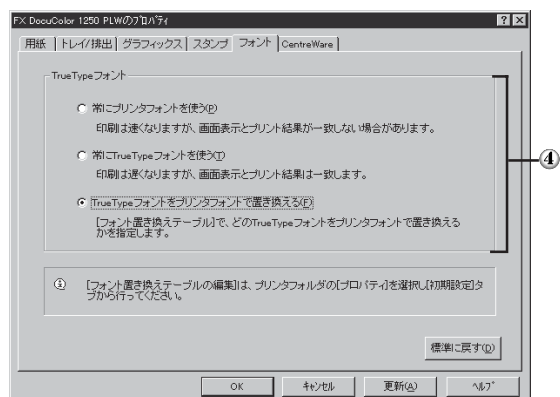 FX DocuColor 1250 PLWのプロパティ
用紙 トレイ/排出 グラフィックス スタンプ フォント CentreWare
TrueTypeフォント
常にプリンタフォントを使う(P)
印刷は速くなりますが、画面表示とプリント結果が一致しない場合があります。
常にTrueTypeフォントを使う(T)
印刷は遅くなりますが、画面表示とプリント結果は一致します。
④
TrueTypeフォントをプリンタフォントで置き換える(F)
[フォント置き換えテーブル]で、どのTrueTypeフォントをプリンタフォントで置き換える
かを指定します。
[フォント置き換えテーブルの編集]は、プリンタフォルダの[プロパティ]を選択し[初期設定]タ
ブから行ってください。
標準に戻す(D)
OK キャンセル 更新(A) ヘルプ